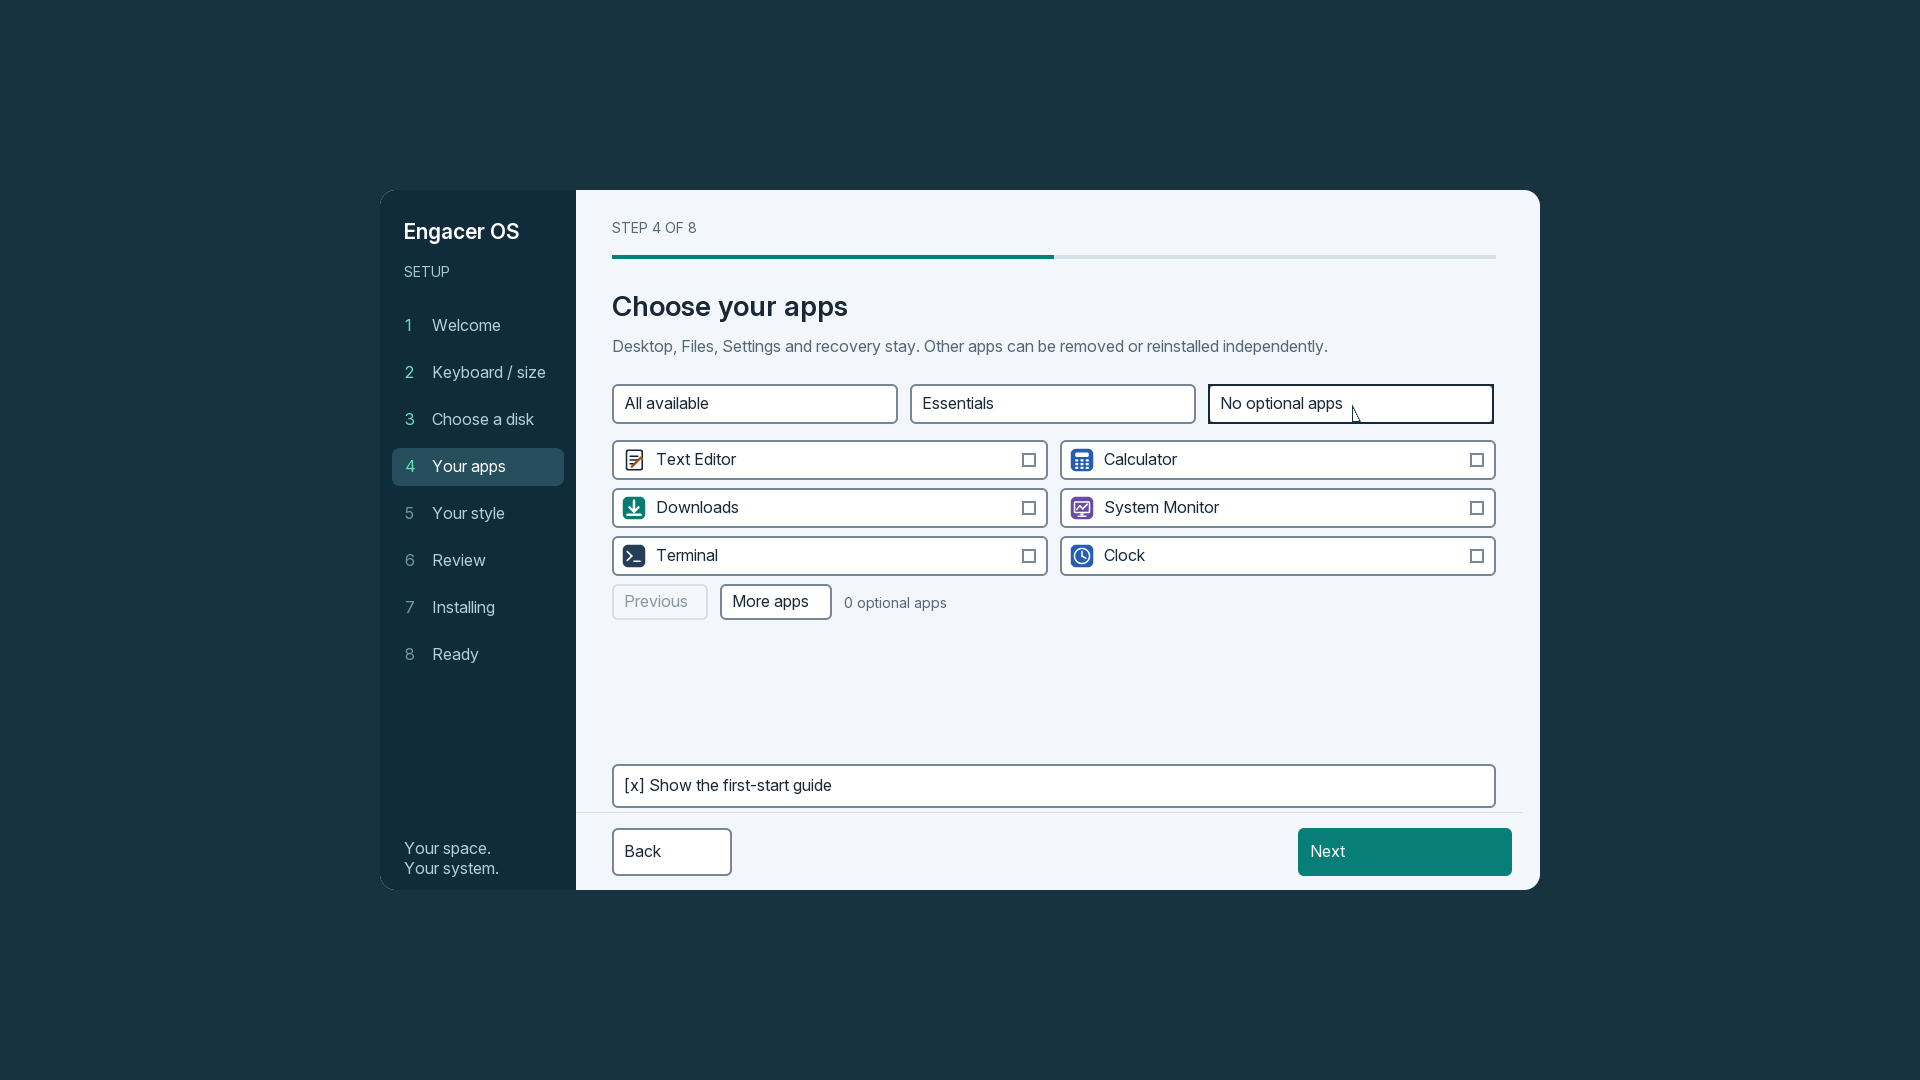 Engacer OS
SETUP
1 Welcome
2 Keyboard / size
3 Choose a disk
4 Your apps
5 Your style
6 Review
7 Installing
8 Ready
Your space.
Your system.
STEP 4 OF 8
Choose your apps
Desktop, Files, Settings and recovery stay. Other apps can be removed or reinstalled independently.
All available
Essentials
No optional apps
Text Editor
Calculator
Downloads
System Monitor
Terminal
Clock
Previous
More apps
0 optional apps
[x] Show the first-start guide
Back
Next